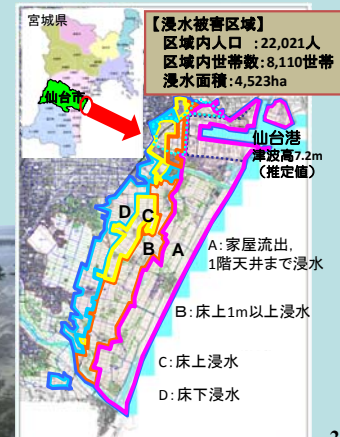 宮城県
仙台市
【浸水被害区域】
区域内人口 :22,021人
区域内世帯数:8,110世帯
浸水面積:4,523ha
仙台港
津波高7.2m
(推定値)
D
C
B
A
A:家屋流出,
1階天井まで浸水
B:床上1m以上浸水
C:床上浸水
D:床下浸水
2